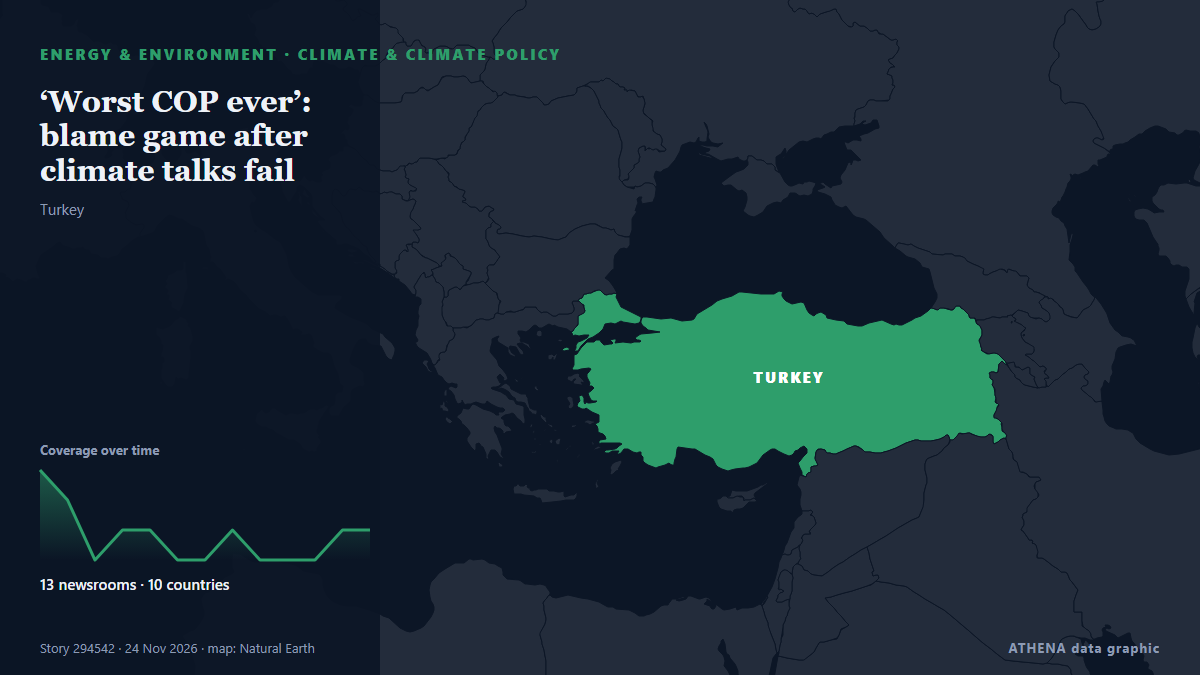 ENERGY & ENVIRONMENT · CLIMATE & CLIMATE POLICY
‘Worst COP ever’:
blame game after
climate talks fail
Turkey
TURKEY
Coverage over time
13 newsrooms · 10 countries
Story 294542 · 24 Nov 2026 · map: Natural Earth
ATHENA data graphic